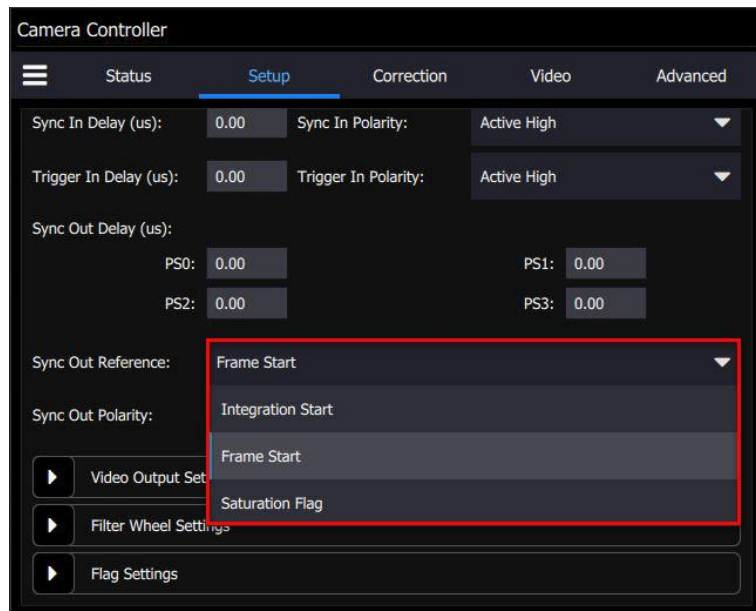 Camera Controller
Status Setup Correction Video Advanced
Sync In Delay (us): 0.00 Sync In Polarity: Active High
Trigger In Delay (us): 0.00 Trigger In Polarity: Active High
Sync Out Delay (us):
PS0: 0.00 PS1: 0.00
PS2: 0.00 PS3: 0.00
Sync Out Reference: Frame Start
Integration Start
Sync Out Polarity:
Frame Start
Video Output Set
Saturation Flag
Filter Wheel Settings
Flag Settings